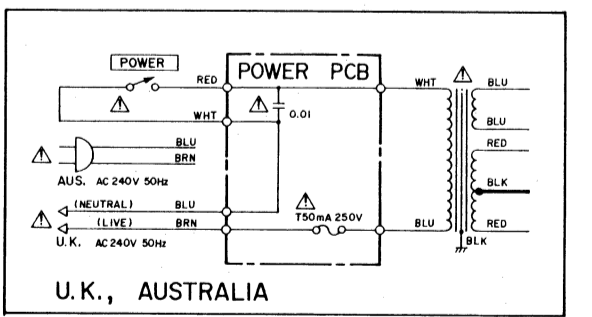 POWER
RED
POWER PCB
WHT
BLU
WHT
0.01
BLU
BLU
RED
BRN
AUS. AC 240V 50Hz
BLK
(NEUTRAL) BLU
T50mA 250V
(LIVE) BRN
BLU
RED
U.K. AC 240V 50Hz
BLK
U.K., AUSTRALIA